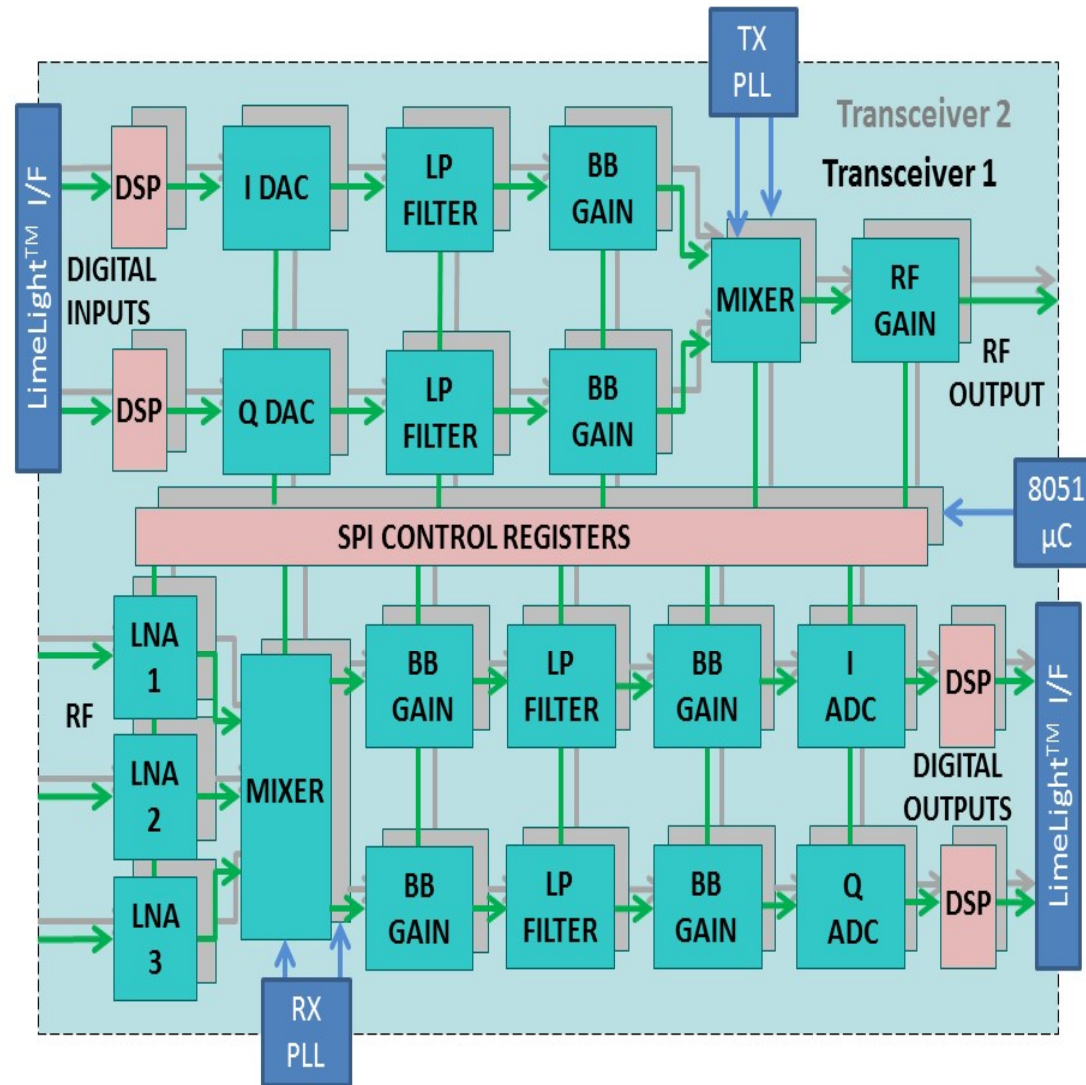 TX
PLL
Transceiver 2
Transceiver 1
LimeLight™ I/F
DSP
I DAC
LP
FILTER
BB
GAIN
DIGITAL
INPUTS
MIXER
RF
GAIN
DSP
Q DAC
LP
FILTER
BB
GAIN
RF
OUTPUT
8051
µC
SPI CONTROL REGISTERS
LNA
1
BB
GAIN
LP
FILTER
BB
GAIN
I
ADC
DSP
LimeLight™ I/F
RF
LNA
2
MIXER
DIGITAL
OUTPUTS
LNA
3
BB
GAIN
LP
FILTER
BB
GAIN
Q
ADC
DSP
RX
PLL